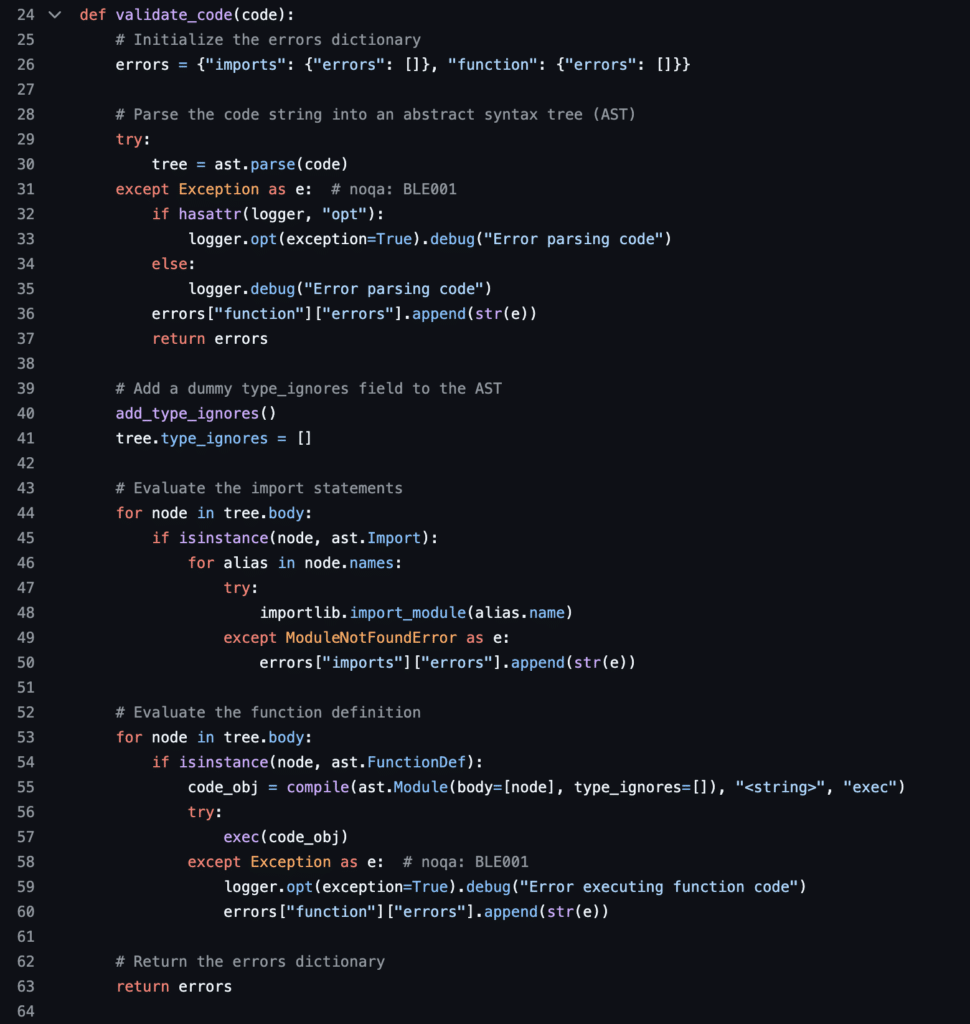 24 def validate_code(code):
25     # Initialize the errors dictionary
26     errors = {"imports": {"errors": []}, "function": {"errors": []}}
27
28     # Parse the code string into an abstract syntax tree (AST)
29     try:
30         tree = ast.parse(code)
31     except Exception as e:  # noqa: BLE001
32         if hasattr(logger, "opt"):
33             logger.opt(exception=True).debug("Error parsing code")
34         else:
35             logger.debug("Error parsing code")
36         errors["function"]["errors"].append(str(e))
37         return errors
38
39     # Add a dummy type_ignores field to the AST
40     add_type_ignores()
41     tree.type_ignores = []
42
43     # Evaluate the import statements
44     for node in tree.body:
45         if isinstance(node, ast.Import):
46             for alias in node.names:
47                 try:
48                     importlib.import_module(alias.name)
49                 except ModuleNotFoundError as e:
50                     errors["imports"]["errors"].append(str(e))
51
52     # Evaluate the function definition
53     for node in tree.body:
54         if isinstance(node, ast.FunctionDef):
55             code_obj = compile(ast.Module(body=[node], type_ignores=[]), "<string>", "exec")
56             try:
57                 exec(code_obj)
58             except Exception as e:  # noqa: BLE001
59                 logger.opt(exception=True).debug("Error executing function code")
60                 errors["function"]["errors"].append(str(e))
61
62     # Return the errors dictionary
63     return errors
64